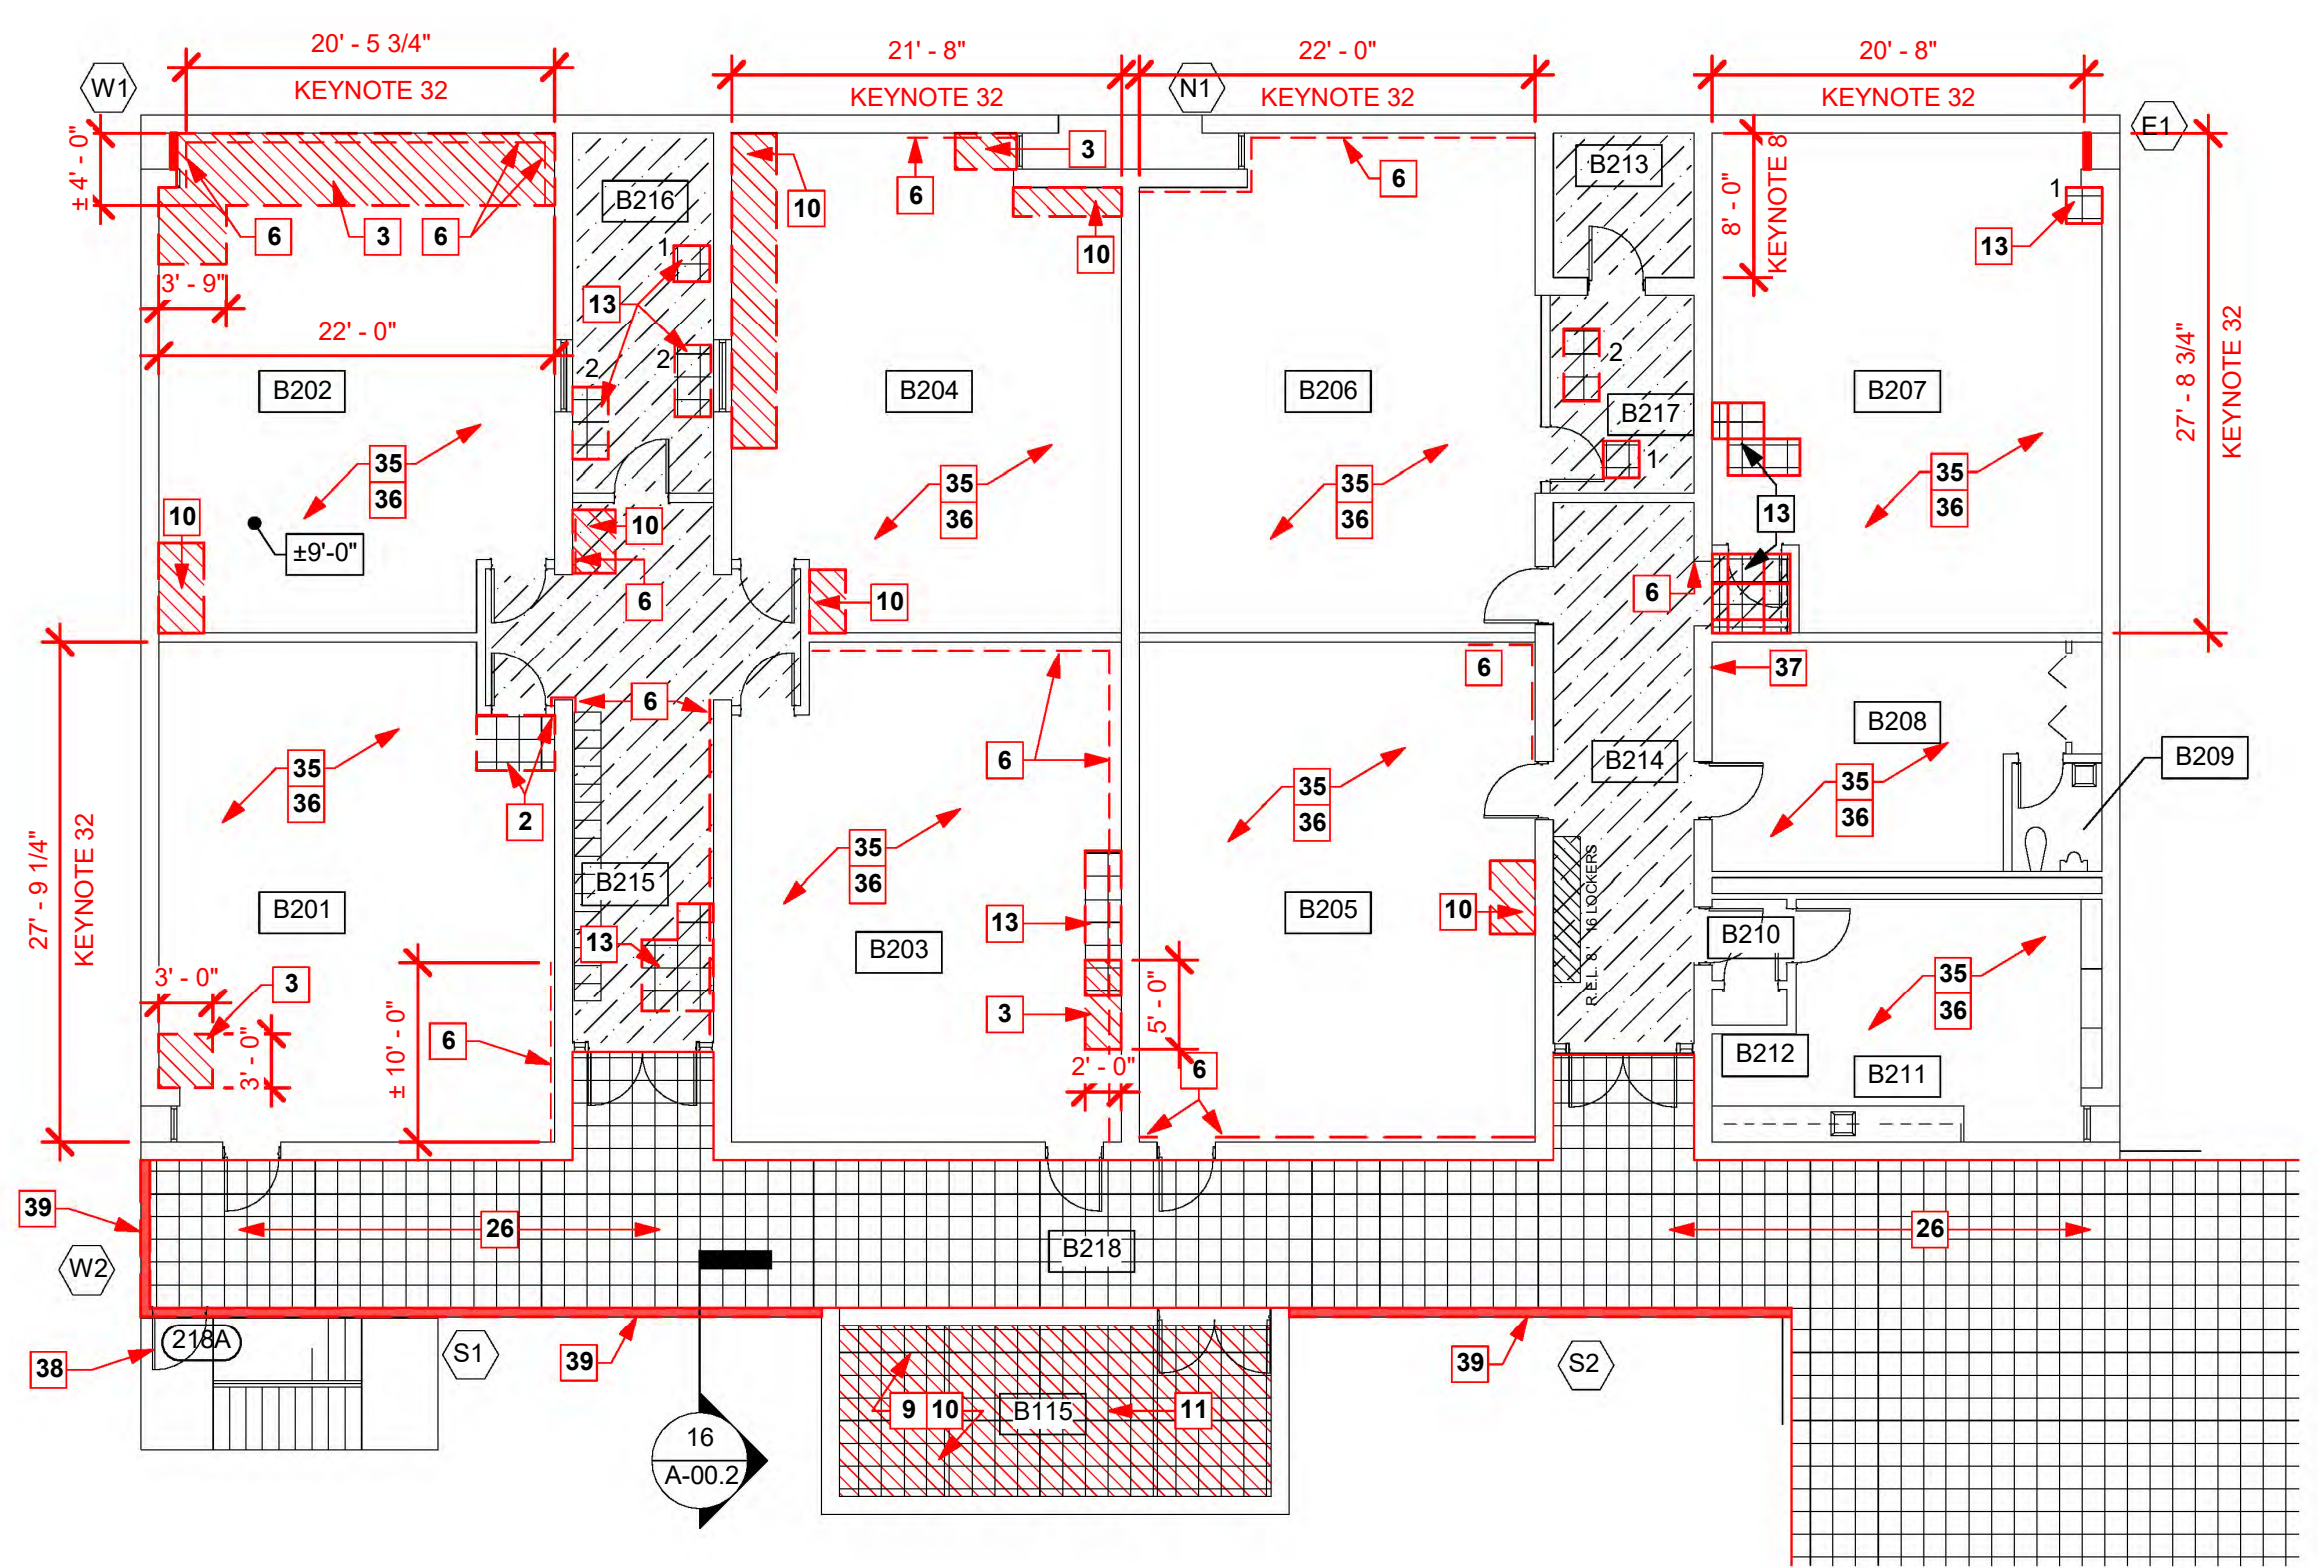 20' - 5 3/4"
21' - 8"
22' - 0"
20' - 8"
W1
KEYNOTE 32
KEYNOTE 32
N1
KEYNOTE 32
KEYNOTE 32
E1
± 4' - 0"
3
10
6
6
B213
8' - 0"
KEYNOTE 8
1
B216
6
3
6
10
13
1
3' - 9"
13
22' - 0"
2
2
2
27' - 8 3/4"
KEYNOTE 32
B202
B204
B206
B217
B207
35
36
35
36
35
36
1
35
36
10
10
13
±9'-0"
6
10
6
6
37
6
B208
B214
B209
35
36
6
35
36
35
36
2
27' - 9 1/4"
KEYNOTE 32
35
36
B215
R.E.L. 8' 16 LOCKERS
B201
B203
13
B205
10
B210
13
3' - 0"
3
35
36
3
5' - 0"
± 10' - 0"
6
3' - 0"
2' - 0"
6
B212
B211
39
26
B218
26
W2
218A
S1
38
39
39
S2
9
10
B115
11
16
A-00.2